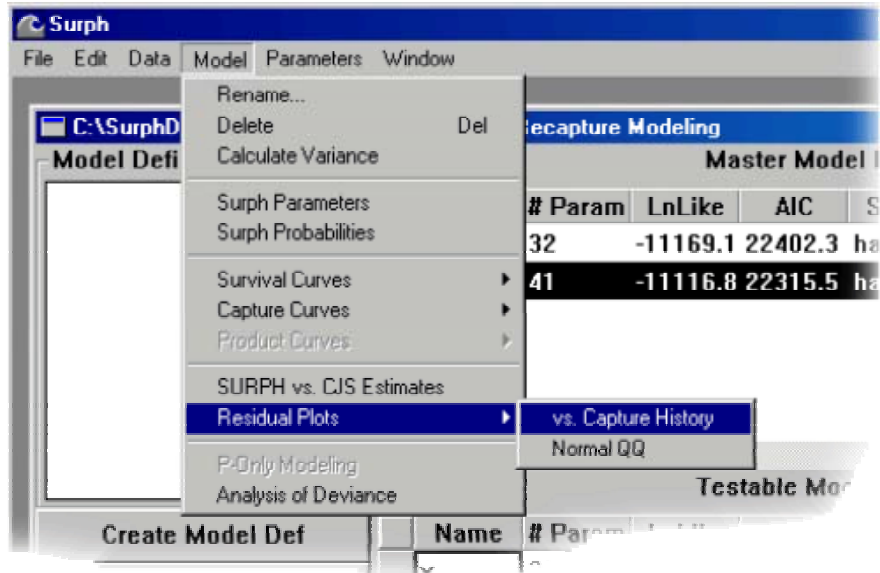 Surph
File Edit Data Model Parameters Window
Rename...
Delete Del
Calculate Variance
Surph Parameters
Surph Probabilities
Survival Curves
Capture Curves
Product Curves
SURPH vs. CJS Estimates
Residual Plots
P-Only Modeling
Analysis of Deviance
vs. Capture History
Normal QQ
C:\SurphD
ecapture Modeling
Model Defi
Master Model
# Param LnLike AIC S
32 -11169.1 22402.3 ha
41 -11116.8 22315.5 ha
Testable Mo
Create Model Def
Name # Param